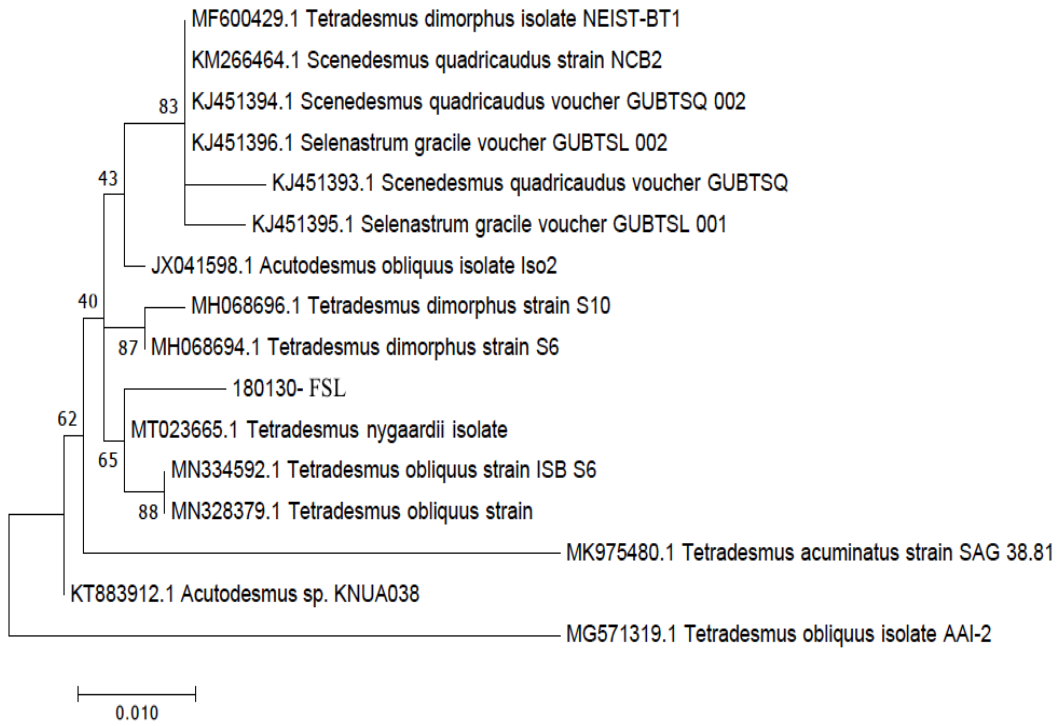 MF600429.1 Tetradesmus dimorphus isolate NEIST-BT1
KM266464.1 Scenedesmus quadricaudus strain NCB2
83
KJ451394.1 Scenedesmus quadricaudus voucher GUBTSQ 002
KJ451396.1 Selenastrum gracile voucher GUBTSL 002
43
KJ451393.1 Scenedesmus quadricaudus voucher GUBTSQ
KJ451395.1 Selenastrum gracile voucher GUBTSL 001
JX041598.1 Acutodesmus obliquus isolate Iso2
40
MH068696.1 Tetradesmus dimorphus strain S10
87
MH068694.1 Tetradesmus dimorphus strain S6
180130- FSL
62
MT023665.1 Tetradesmus nygaardii isolate
65
MN334592.1 Tetradesmus obliquus strain ISB S6
88
MN328379.1 Tetradesmus obliquus strain
MK975480.1 Tetradesmus acuminatus strain SAG 38.81
KT883912.1 Acutodesmus sp. KNUA038
MG571319.1 Tetradesmus obliquus isolate AAI-2
0.010